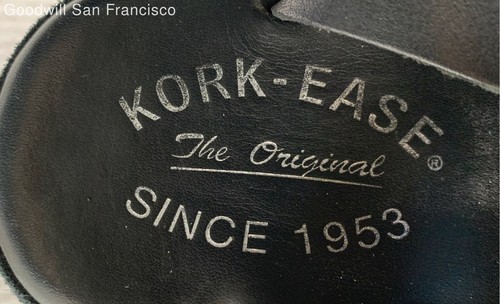 Goodwill San Francisco
KORK-EASE®
The Original
SINCE 1953